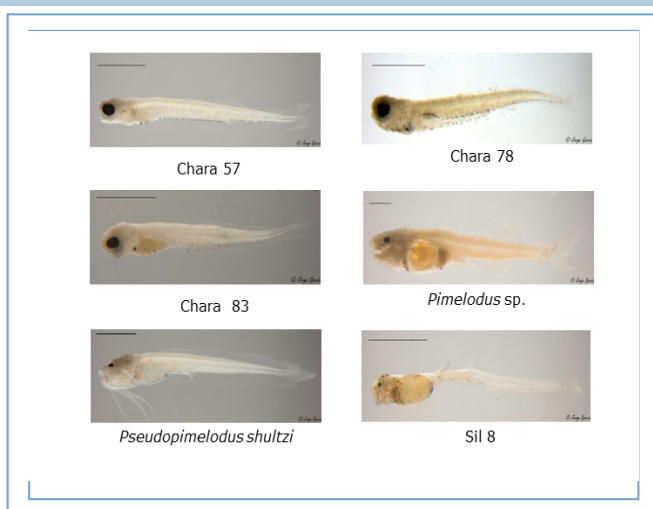 Chara 57
Chara 78
Chara 83
Pimelodus sp.
Pseudopimelodus shultzi
Sil 8